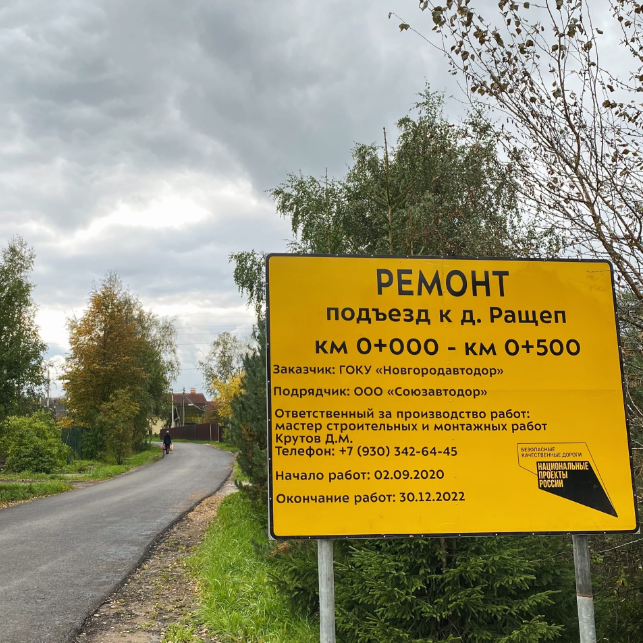 РЕМОНТ
подъезд к д. Ращеп
км 0+000 - км 0+500
Заказчик: ГОКУ «Новгородавтодор»
Подрядчик: ООО «Союзавтодор»
Ответственный за производство работ:
мастер строительных и монтажных работ
Крутов Д.М.
Телефон: +7 (930) 342-64-45
Начало работ: 02.09.2020
Окончание работ: 30.12.2022
БЕЗОПАСНЫЕ
КАЧЕСТВЕННЫЕ ДОРОГИ
НАЦИОНАЛЬНЫЕ
ПРОЕКТЫ
РОССИИ